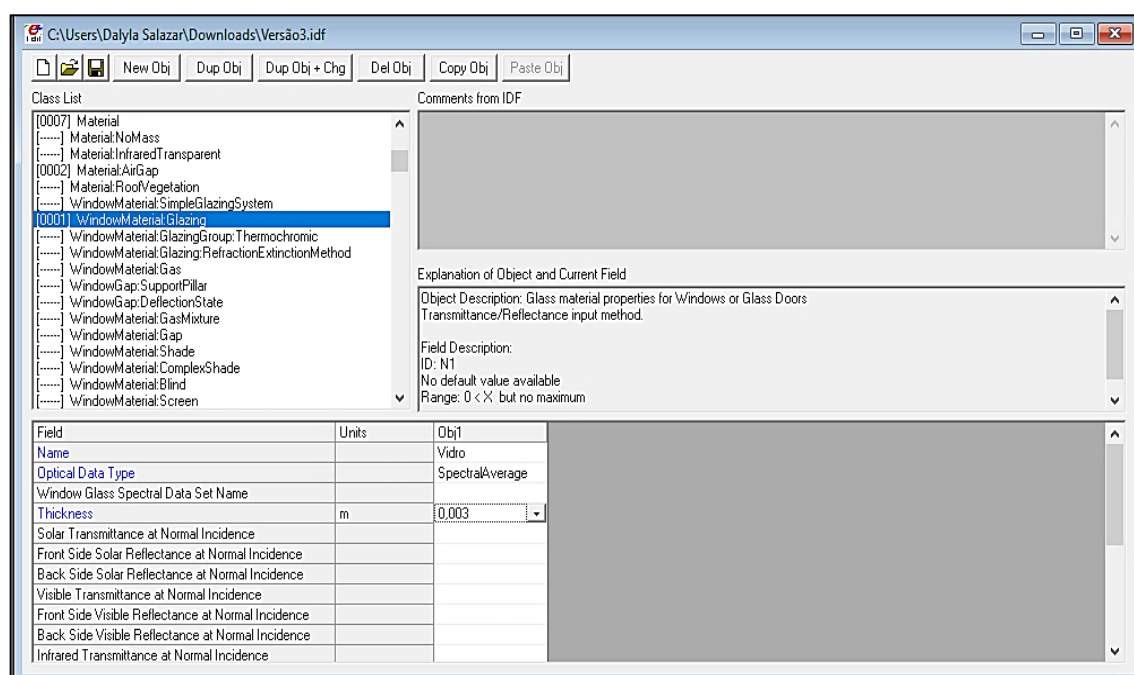 C:\Users\Dalyla Salazar\Downloads\Versão3.idf
New Obj Dup Obj Dup Obj + Chg Del Obj Copy Obj Paste Obj
Class List
[0007] Material
[------] Material:NoMass
[------] Material:InfraredTransparent
[0002] Material:AirGap
[------] Material:RoofVegetation
[------] WindowMaterial:SimpleGlazingSystem
[0001] WindowMaterial:Glazing
[------] WindowMaterial:GlazingGroup:Thermochromic
[------] WindowMaterial:Glazing:RefractionExtinctionMethod
[------] WindowMaterial:Gas
[------] WindowGap:SupportPillar
[------] WindowGap:DeflectionState
[------] WindowMaterial:GasMixture
[------] WindowMaterial:Gap
[------] WindowMaterial:Shade
[------] WindowMaterial:ComplexShade
[------] WindowMaterial:Blind
[------] WindowMaterial:Screen
Comments from IDF
Explanation of Object and Current Field
Object Description: Glass material properties for Windows or Glass Doors
Transmittance/Reflectance input method.
Field Description:
ID: N1
No default value available
Range: 0 < X but no maximum
Field Units Obj1
Name Vidro
Optical Data Type SpectralAverage
Window Glass Spectral Data Set Name
Thickness m 0,003
Solar Transmittance at Normal Incidence
Front Side Solar Reflectance at Normal Incidence
Back Side Solar Reflectance at Normal Incidence
Visible Transmittance at Normal Incidence
Front Side Visible Reflectance at Normal Incidence
Back Side Visible Reflectance at Normal Incidence
Infrared Transmittance at Normal Incidence